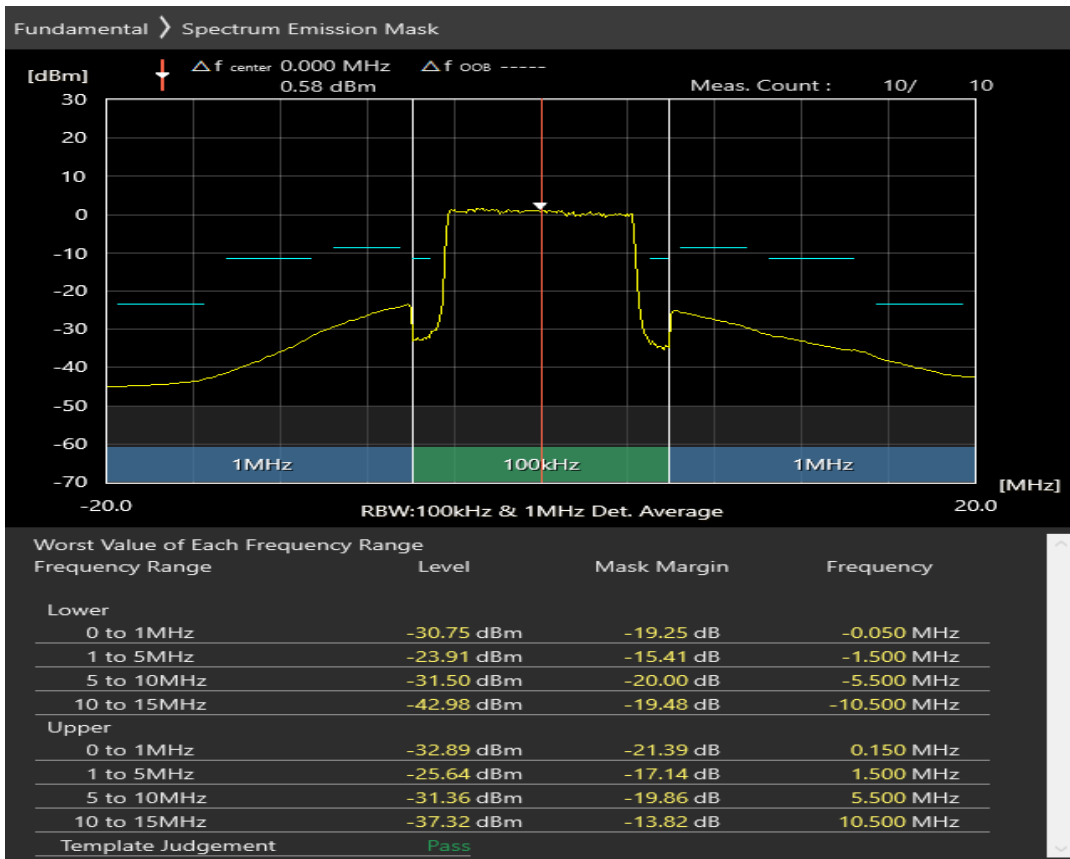 Fundamental ❯ Spectrum Emission Mask
[dBm]
Δf center 0.000 MHz Δf OOB -----
0.58 dBm Meas. Count : 10/ 10
30
20
10
0
-10
-20
-30
-40
-50
-60
-70
1MHz 100kHz 1MHz
[MHz]
-20.0 RBW:100kHz & 1MHz Det. Average 20.0
Worst Value of Each Frequency Range
Frequency Range Level Mask Margin Frequency
Lower
0 to 1MHz -30.75 dBm -19.25 dB -0.050 MHz
1 to 5MHz -23.91 dBm -15.41 dB -1.500 MHz
5 to 10MHz -31.50 dBm -20.00 dB -5.500 MHz
10 to 15MHz -42.98 dBm -19.48 dB -10.500 MHz
Upper
0 to 1MHz -32.89 dBm -21.39 dB 0.150 MHz
1 to 5MHz -25.64 dBm -17.14 dB 1.500 MHz
5 to 10MHz -31.36 dBm -19.86 dB 5.500 MHz
10 to 15MHz -37.32 dBm -13.82 dB 10.500 MHz
Template Judgement Pass